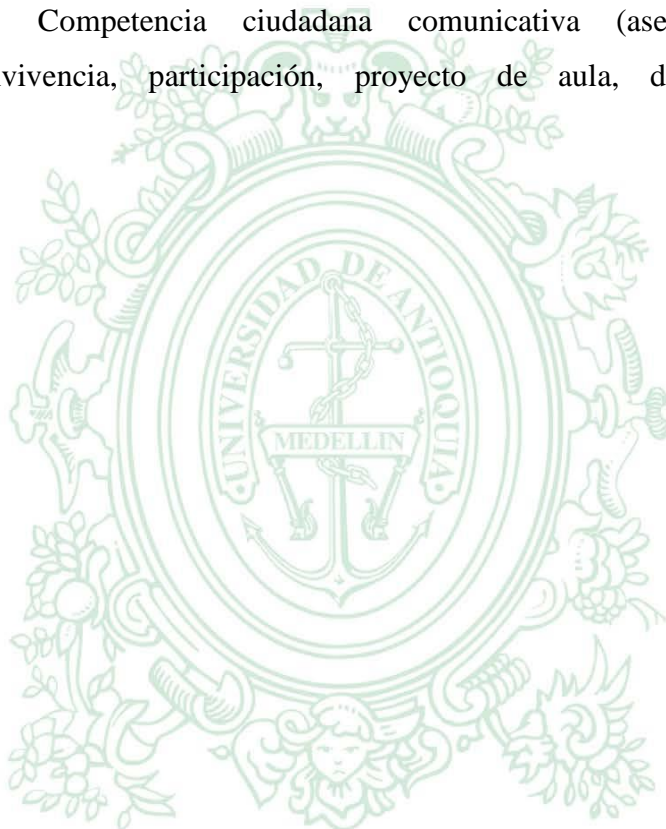 Competencia ciudadana comunicativa (ase
vivencia, participación, proyecto de aula, d
UNIVERSIDAD DE ANTIOQUIA
MEDELLIN